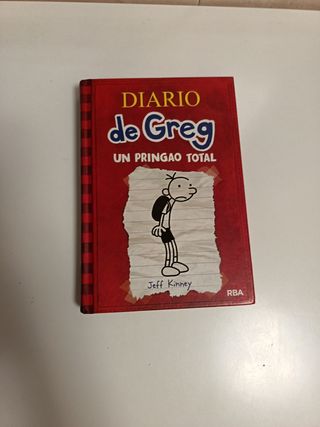 DIARIO
de Greg
UN PRINGAO TOTAL
Jeff Kinney
RBA